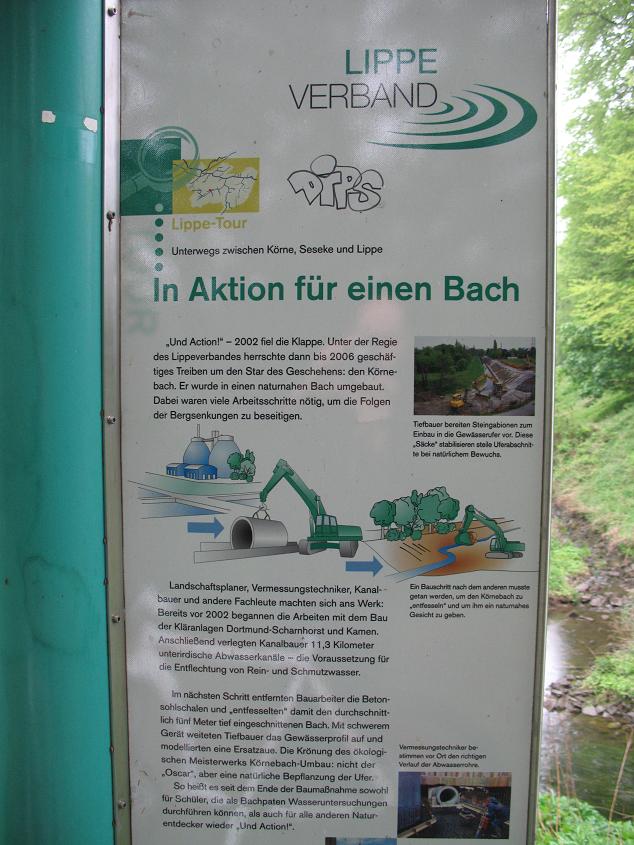 LIPPE
VERBAND
DIPS
Lippe-Tour
TOUR
Unterwegs zwischen Körne, Seseke und Lippe
In Aktion für einen Bach
„Und Action!“ – 2002 fiel die Klappe. Unter der Regie
des Lippeverbandes herrschte dann bis 2006 geschäf-
tiges Treiben um den Star des Geschehens: den Körne-
bach. Er wurde in einen naturnahen Bach umgebaut.
Dabei waren viele Arbeitsschritte nötig, um die Folgen
der Bergsenkungen zu beseitigen.
Tiefbauer bereiten Steingabionen zum
Einbau in die Gewässerufer vor. Diese
„Säcke“ stabilisieren steile Uferabschnit-
te bei natürlichem Bewuchs.
Ein Bauschritt nach dem anderen musste
getan werden, um den Körnebach zu
„entfesseln“ und um ihm ein naturnahes
Gesicht zu geben.
Landschaftsplaner, Vermessungstechniker, Kanal-
bauer und andere Fachleute machten sich ans Werk:
Bereits vor 2002 begannen die Arbeiten mit dem Bau
der Kläranlagen Dortmund-Scharnhorst und Kamen.
Anschließend verlegten Kanalbauer 11,3 Kilometer
unterirdische Abwasserkanäle – die Voraussetzung für
die Entflechtung von Rein- und Schmutzwasser.
Im nächsten Schritt entfernten Bauarbeiter die Beton-
sohlschalen und „entfesselten“ damit den durchschnitt-
lich fünf Meter tief eingeschnittenen Bach. Mit schwerem
Gerät weiteten Tiefbauer das Gewässerprofil auf und
modellierten eine Ersatzaue. Die Krönung des ökologi-
schen Meisterwerks Körnebach-Umbau: nicht der
„Oscar“, aber eine natürliche Bepflanzung der Ufer.
So heißt es seit dem Ende der Baumaßnahme sowohl
für Schüler, die als Bachpaten Wasseruntersuchungen
durchführen können, als auch für alle anderen Natur-
entdecker wieder „Und Action!“.
Vermessungstechniker be-
stimmen vor Ort den richtigen
Verlauf der Abwasserrohre.